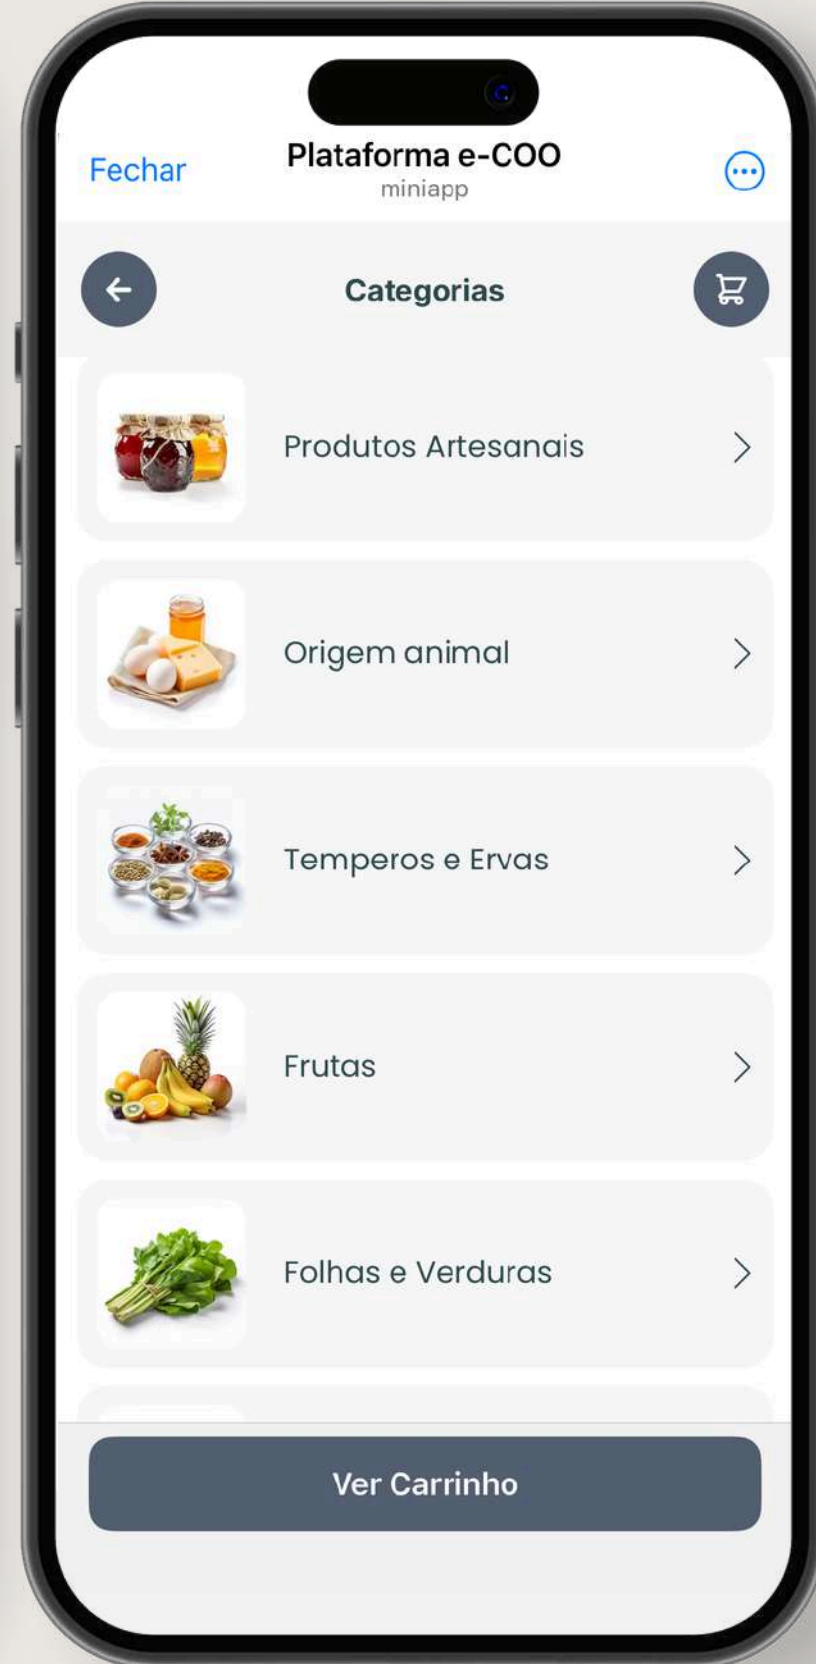 Fechar
Plataforma e-COO
miniapp
Categorias
Produtos Artesanais
Origem animal
Temperos e Ervas
Frutas
Folhas e Verduras
Ver Carrinho